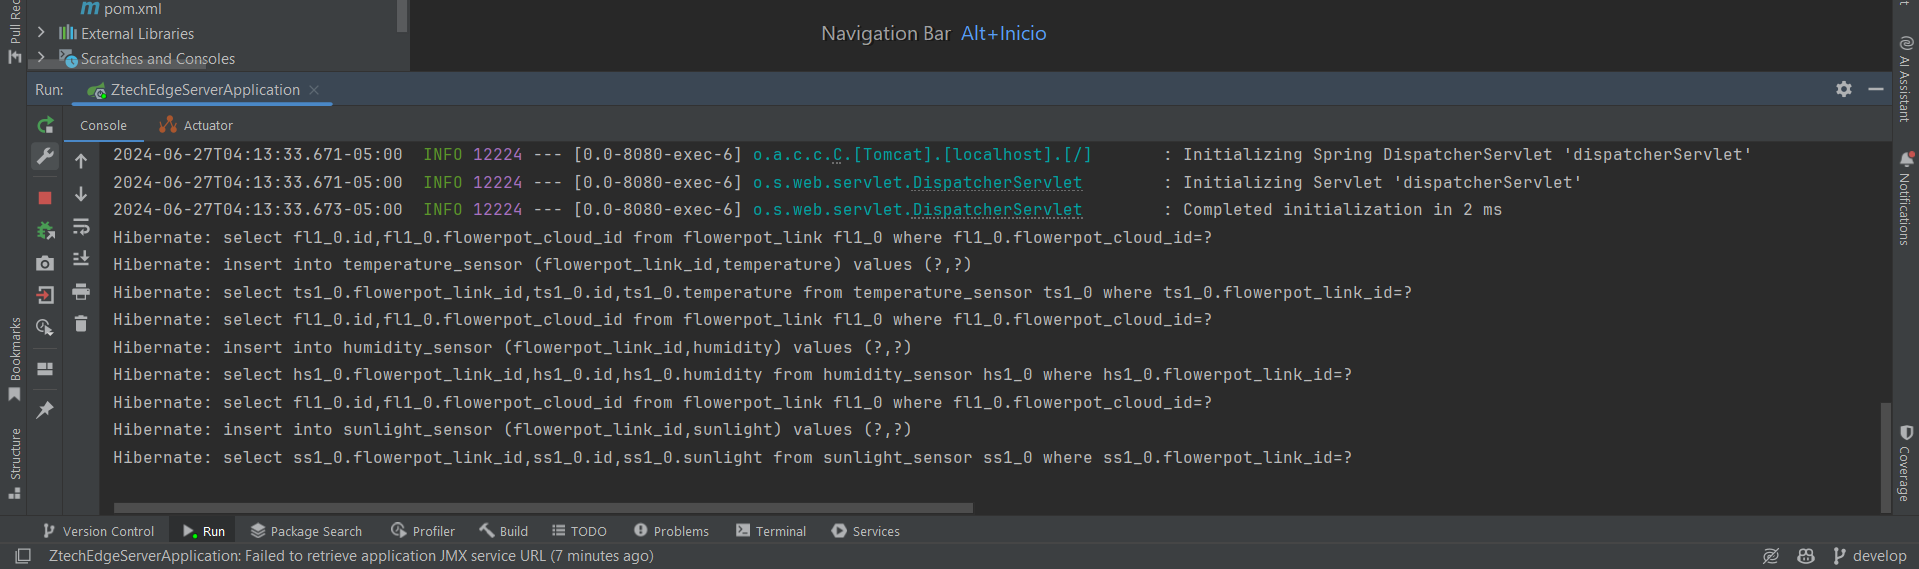 pom.xml
External Libraries
Scratches and Consoles
Navigation Bar Alt+Inicio
Run: ZtechEdgeServerApplication
Console Actuator
2024-06-27T04:13:33.671-05:00  INFO 12224 --- [0.0-8080-exec-6] o.a.c.c.C.[Tomcat].[localhost].[/]       : Initializing Spring DispatcherServlet 'dispatcherServlet'
2024-06-27T04:13:33.671-05:00  INFO 12224 --- [0.0-8080-exec-6] o.s.web.servlet.DispatcherServlet        : Initializing Servlet 'dispatcherServlet'
2024-06-27T04:13:33.673-05:00  INFO 12224 --- [0.0-8080-exec-6] o.s.web.servlet.DispatcherServlet        : Completed initialization in 2 ms
Hibernate: select fl1_0.id,fl1_0.flowerpot_cloud_id from flowerpot_link fl1_0 where fl1_0.flowerpot_cloud_id=?
Hibernate: insert into temperature_sensor (flowerpot_link_id,temperature) values (?,?)
Hibernate: select ts1_0.flowerpot_link_id,ts1_0.id,ts1_0.temperature from temperature_sensor ts1_0 where ts1_0.flowerpot_link_id=?
Hibernate: select fl1_0.id,fl1_0.flowerpot_cloud_id from flowerpot_link fl1_0 where fl1_0.flowerpot_cloud_id=?
Hibernate: insert into humidity_sensor (flowerpot_link_id,humidity) values (?,?)
Hibernate: select hs1_0.flowerpot_link_id,hs1_0.id,hs1_0.humidity from humidity_sensor hs1_0 where hs1_0.flowerpot_link_id=?
Hibernate: select fl1_0.id,fl1_0.flowerpot_cloud_id from flowerpot_link fl1_0 where fl1_0.flowerpot_cloud_id=?
Hibernate: insert into sunlight_sensor (flowerpot_link_id,sunlight) values (?,?)
Hibernate: select ss1_0.flowerpot_link_id,ss1_0.id,ss1_0.sunlight from sunlight_sensor ss1_0 where ss1_0.flowerpot_link_id=?
Version Control Run Package Search Profiler Build TODO Problems Terminal Services
ZtechEdgeServerApplication: Failed to retrieve application JMX service URL (7 minutes ago)
develop
Pull Rec
Bookmarks
Structure
AI Assistant
Notifications
Coverage